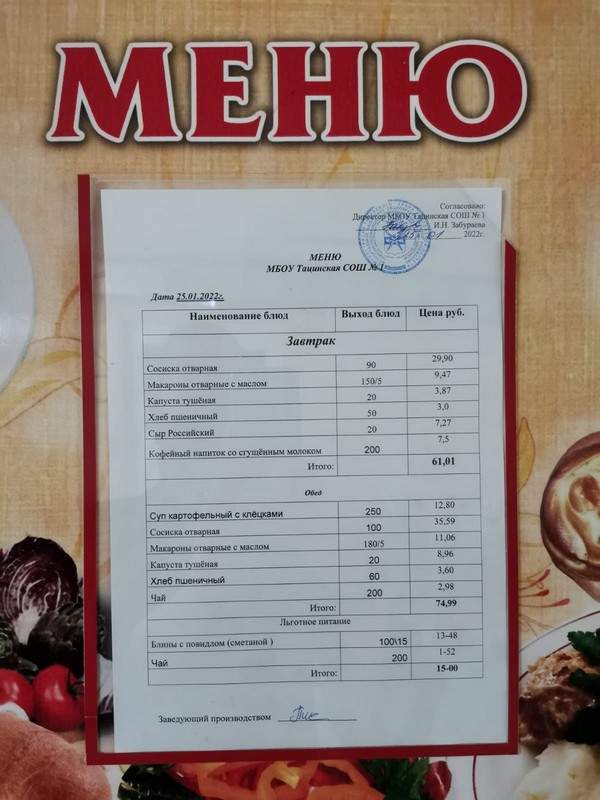 МЕНЮ
Согласовано:
Директор МБОУ Тацинская СОШ № 1
И.Н. Забураева
2022г.
МЕНЮ
МБОУ Тацинская СОШ № 1
Дата 25.01.2022г.
Наименование блюд Выход блюд Цена руб.
Завтрак
Сосиска отварная 90 29,90
Макароны отварные с маслом 150/5 9,47
Капуста тушёная 20 3,87
Хлеб пшеничный 50 3,0
Сыр Российский 20 7,27
Кофейный напиток со сгущённым молоком 200 7,5
Итого: 61,01
Обед
Суп картофельный с клёцками 250 12,80
Сосиска отварная 100 35,59
Макароны отварные с маслом 180/5 11,06
Капуста тушёная 20 8,96
Хлеб пшеничный 60 3,60
Чай 200 2,98
Итого: 74,99
Льготное питание
Блины с повидлом (сметаной ) 100\15 13-48
Чай 200 1-52
Итого: 15-00
Заведующий производством